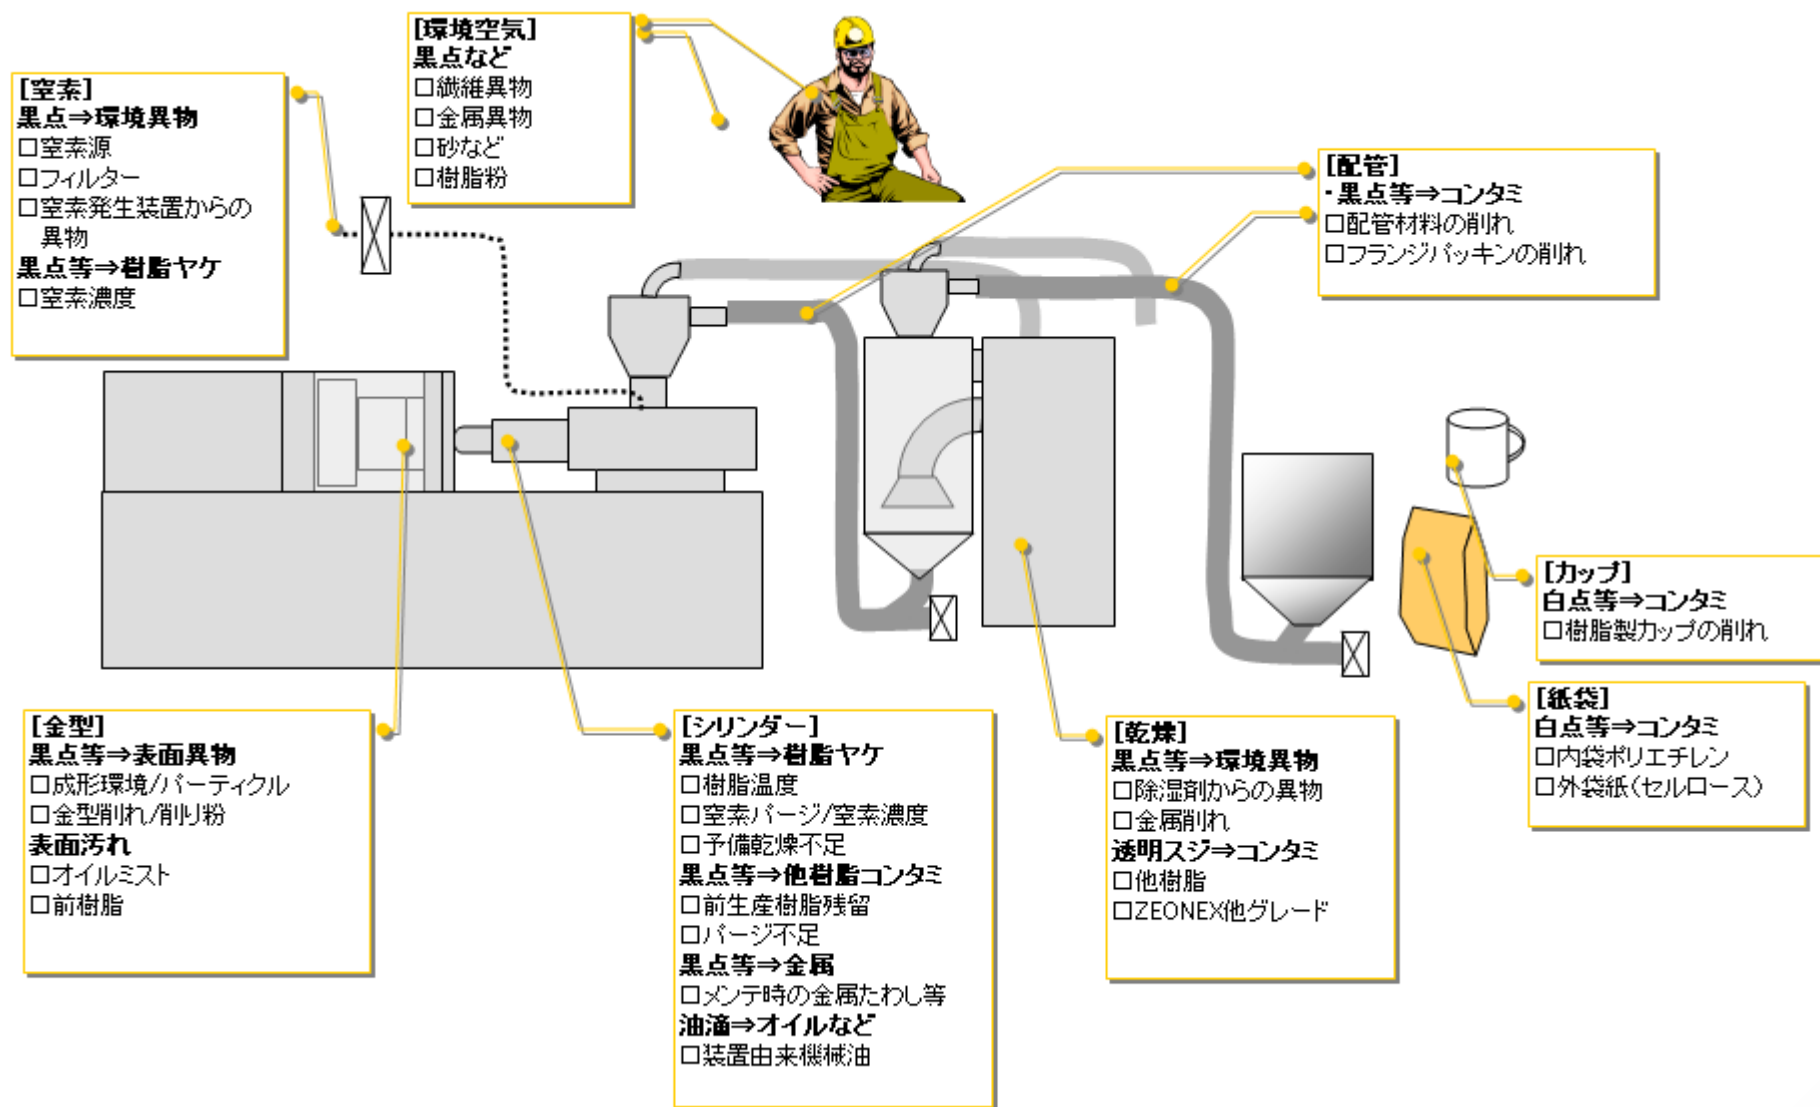 [環境空気]
黒点など
□繊維異物
□金属異物
□砂など
□樹脂粉
[窒素]
黒点⇒環境異物
□窒素源
□フィルター
□窒素発生装置からの
異物
黒点等⇒樹脂ヤケ
□窒素濃度
[配管]
・黒点等⇒コンタミ
□配管材料の削れ
□フランジパッキンの削れ
[カップ]
白点等⇒コンタミ
□樹脂製カップの削れ
[紙袋]
白点等⇒コンタミ
□内袋ポリエチレン
□外袋紙(セルロース)
[金型]
黒点等⇒表面異物
□成形環境/パーティクル
□金型削れ/削り粉
表面汚れ
□オイルミスト
□前樹脂
[シリンダー]
黒点等⇒樹脂ヤケ
□樹脂温度
□窒素パージ/窒素濃度
□予備乾燥不足
黒点等⇒他樹脂コンタミ
□前生産樹脂残留
□パージ不足
黒点等⇒金属
□メンテ時の金属たわし等
油滴⇒オイルなど
□装置由来機械油
[乾燥]
黒点等⇒環境異物
□除湿剤からの異物
□金属削れ
透明スジ⇒コンタミ
□他樹脂
□ZEONEX他グレード